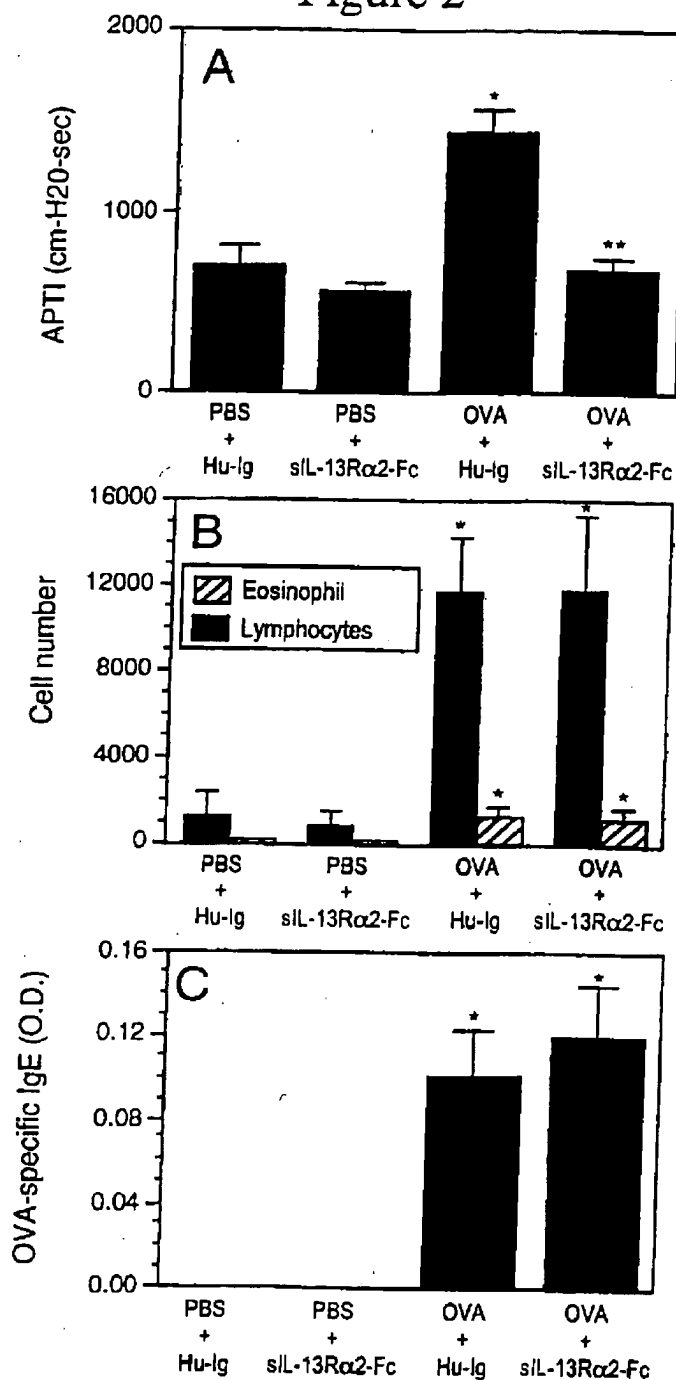 Figure 2
A
APTI (cm-H20-sec)
2000
1000
0
*
**
PBS + Hu-Ig
PBS + sIL-13Rα2-Fc
OVA + Hu-Ig
OVA + sIL-13Rα2-Fc
B
Cell number
16000
12000
8000
4000
0
Eosinophil
Lymphocytes
*
*
*
*
PBS + Hu-Ig
PBS + sIL-13Rα2-Fc
OVA + Hu-Ig
OVA + sIL-13Rα2-Fc
C
OVA-specific IgE (O.D.)
0.16
0.12
0.08
0.04
0.00
*
*
PBS + Hu-Ig
PBS + sIL-13Rα2-Fc
OVA + Hu-Ig
OVA + sIL-13Rα2-Fc